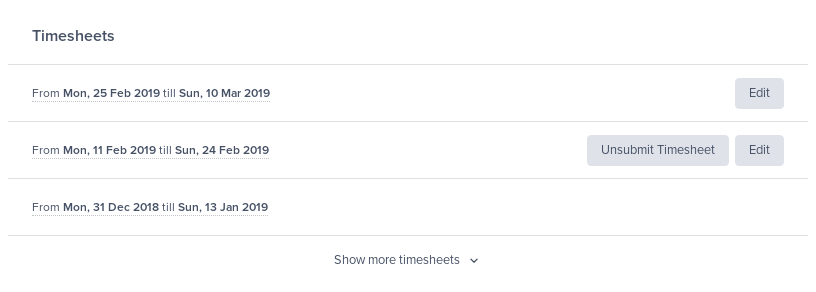 Timesheets
From Mon, 25 Feb 2019 till Sun, 10 Mar 2019 Edit
From Mon, 11 Feb 2019 till Sun, 24 Feb 2019 Unsubmit Timesheet Edit
From Mon, 31 Dec 2018 till Sun, 13 Jan 2019
Show more timesheets